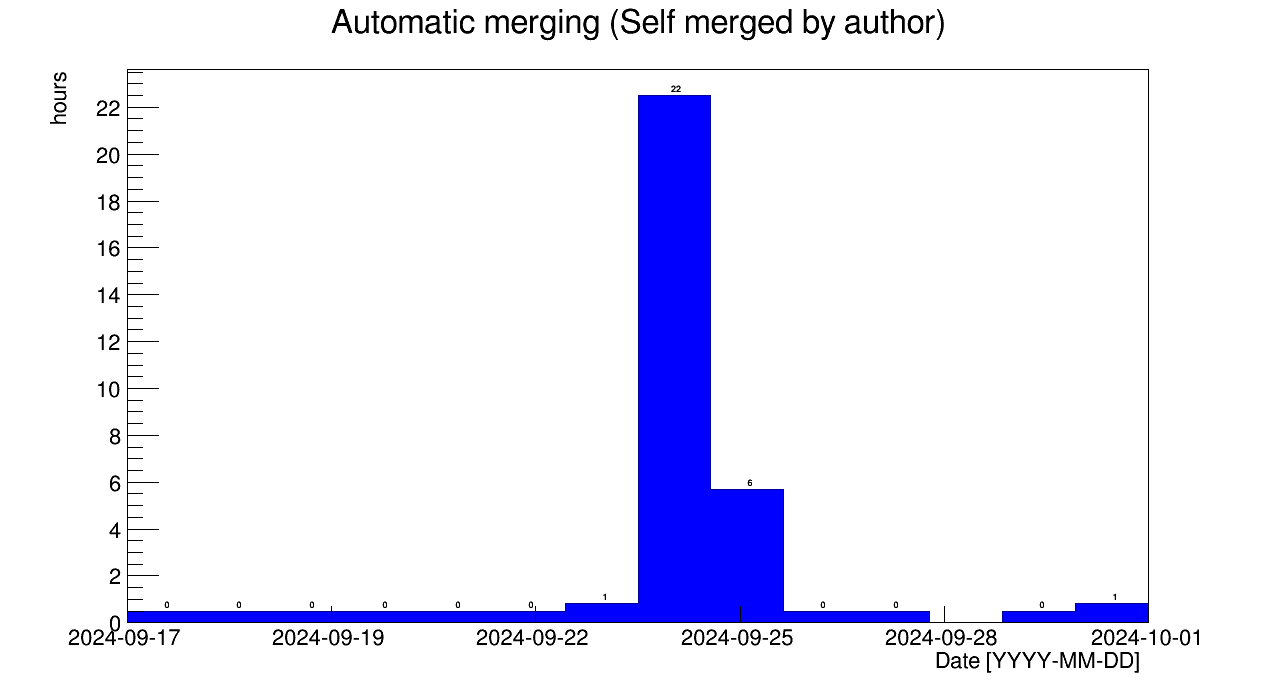 Automatic merging (Self merged by author)
hours
22
20
18
16
14
12
10
8
6
4
2
0
0 0 0 0 0 0 1 22 6 0 0 0 1
2024-09-17 2024-09-19 2024-09-22 2024-09-25 2024-09-28 2024-10-01
Date [YYYY-MM-DD]